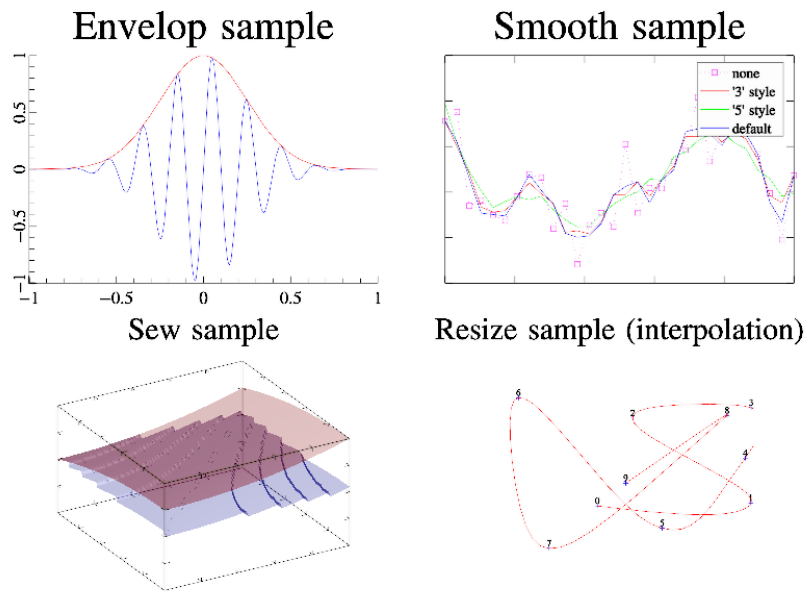 Envelop sample
Smooth sample
1
0.5
0
−0.5
−1
−1
−0.5
0
0.5
1
none
'3' style
'5' style
default
Sew sample
Resize sample (interpolation)
6
2
8
3
4
9
0
1
5
7